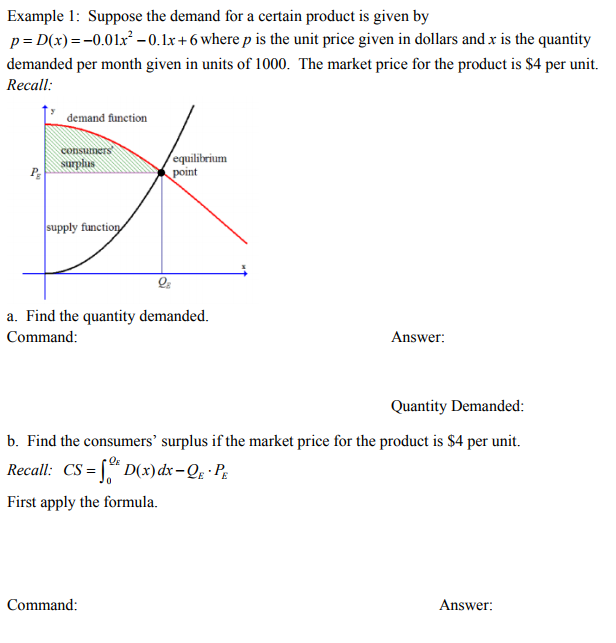 Example 1: Suppose the demand for a certain product is given by
p = D(x) = −0.01x² − 0.1x + 6 where p is the unit price given in dollars and x is the quantity
demanded per month given in units of 1000. The market price for the product is $4 per unit.
Recall:
y
demand function
consumers'
surplus
equilibrium
point
P_E
supply function
x
Q_E
a. Find the quantity demanded.
Command: Answer:
Quantity Demanded:
b. Find the consumers’ surplus if the market price for the product is $4 per unit.
Recall: CS = ∫₀^{Q_E} D(x) dx − Q_E · P_E
First apply the formula.
Command: Answer: